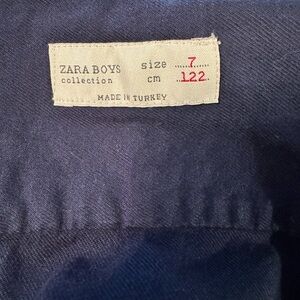 ZARA BOYS size 7
collection cm 122
MADE IN TURKEY